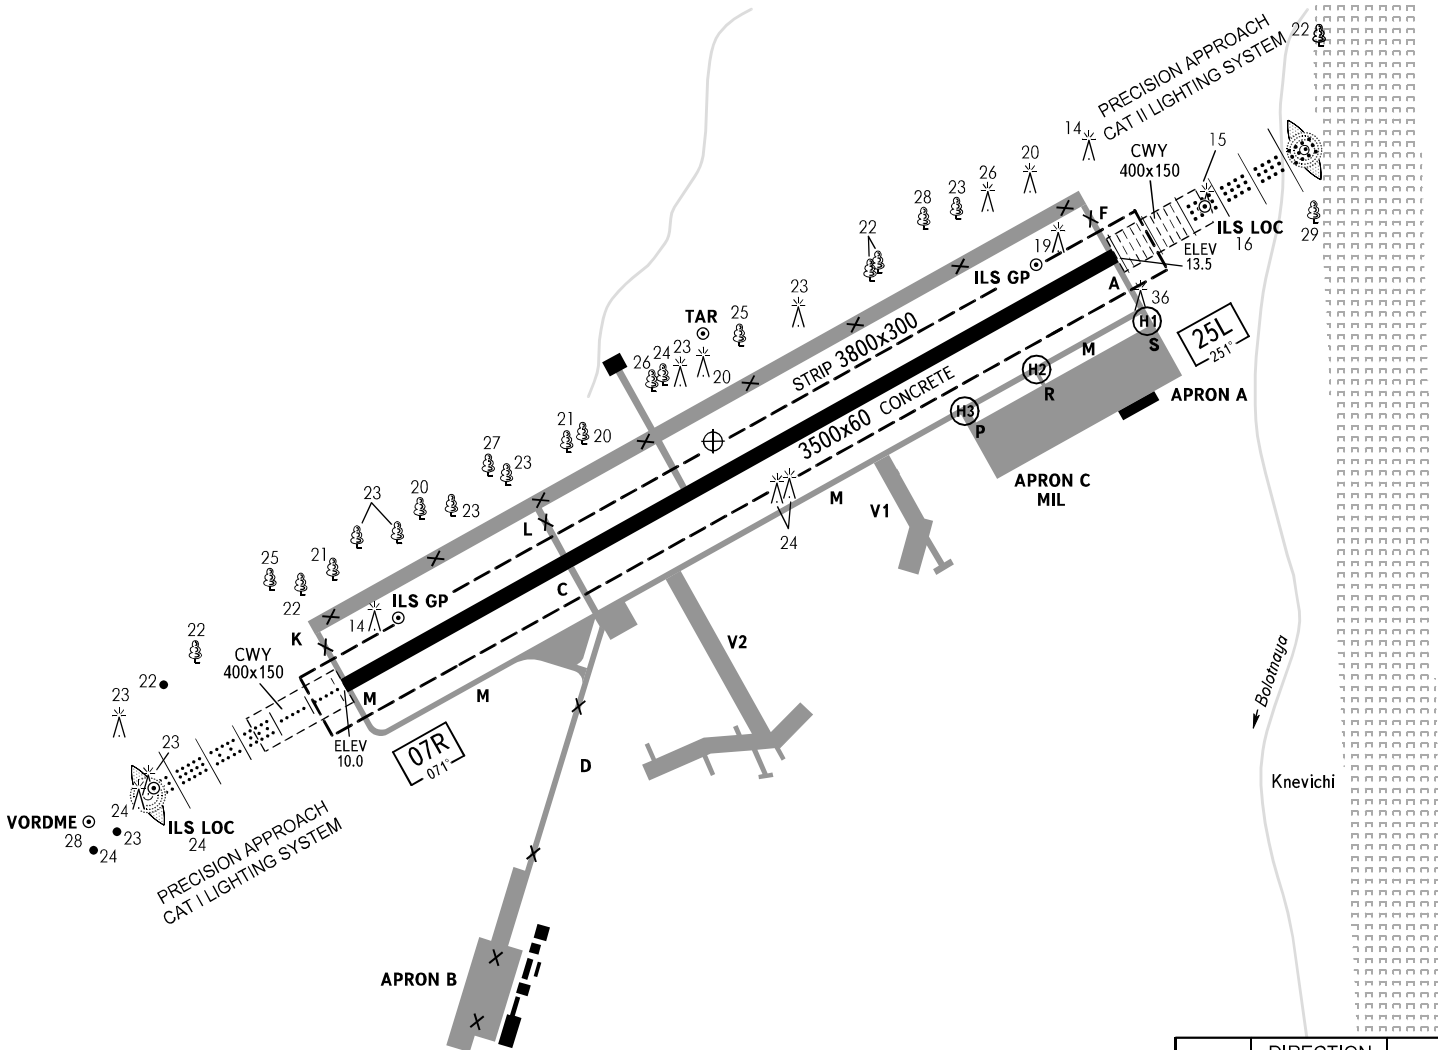 PRECISION APPROACH
CAT II LIGHTING SYSTEM
22
14
15
CWY
400x150
20
26
23
28
F
29
ILS LOC
16
22
19
ELEV
13.5
ILS GP
A
36
23
H1
25L
251°
TAR
25
S
M
STRIP 3800x300
26
24
23
20
H2
R
APRON A
3500x60 CONCRETE
H3
P
21
20
27
23
APRON C
MIL
M
V1
23
20
23
L
24
25
21
C
22
ILS GP
14
K
V2
22
CWY
400x150
Bolotnaya
22
M
M
23
23
ELEV
10.0
07R
071°
D
Knevichi
24
VORDME
23
28
24
ILS LOC
24
PRECISION APPROACH
CAT I LIGHTING SYSTEM
APRON B
DIRECTION